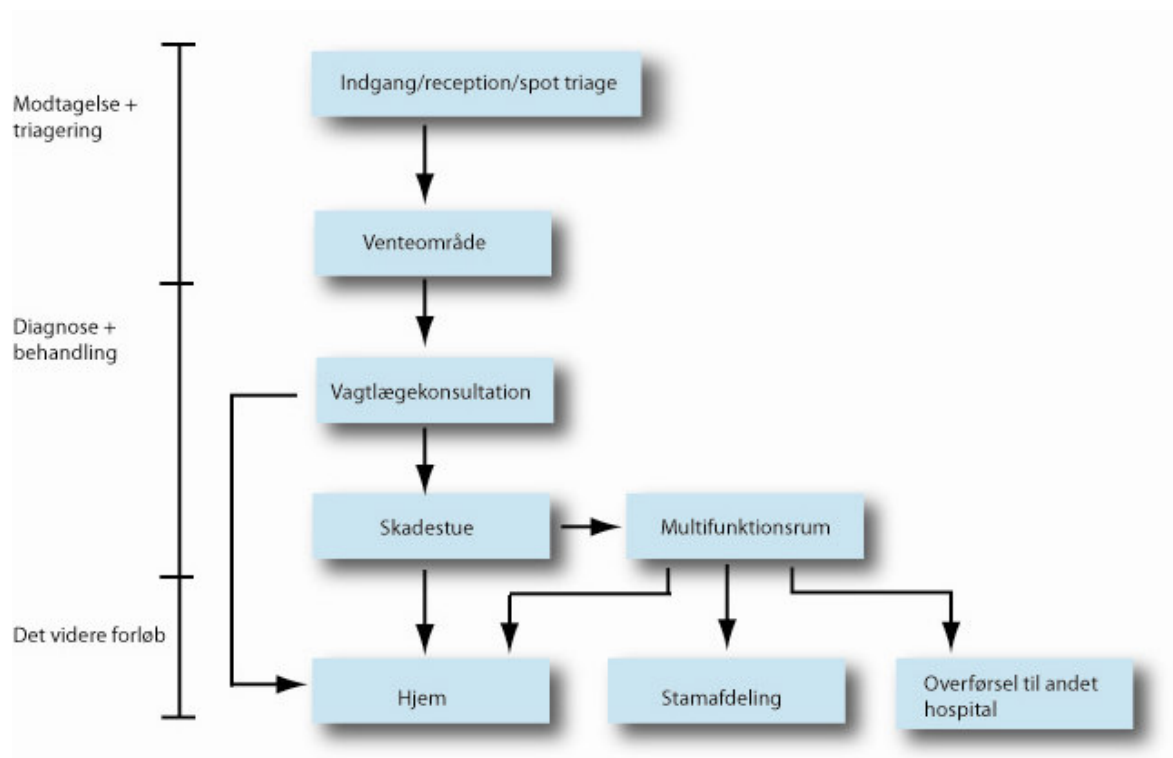 Modtagelse +
triagering
Indgang/reception/spot triage
Venteområde
Diagnose +
behandling
Vagtlægekonsultation
Skadestue
Multifunktionsrum
Det videre forløb
Hjem
Stamafdeling
Overførsel til andet
hospital